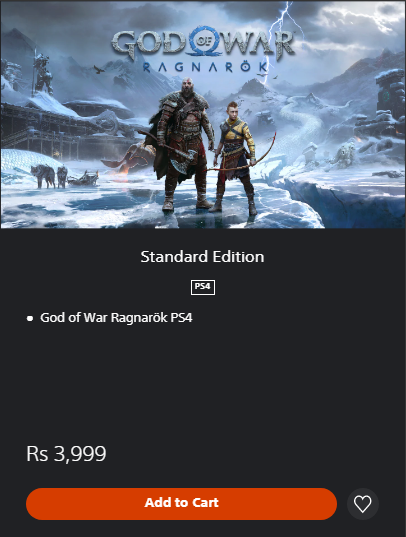 GOD OF WAR
RAGNARÖK
Standard Edition
PS4
God of War Ragnarök PS4
Rs 3,999
Add to Cart